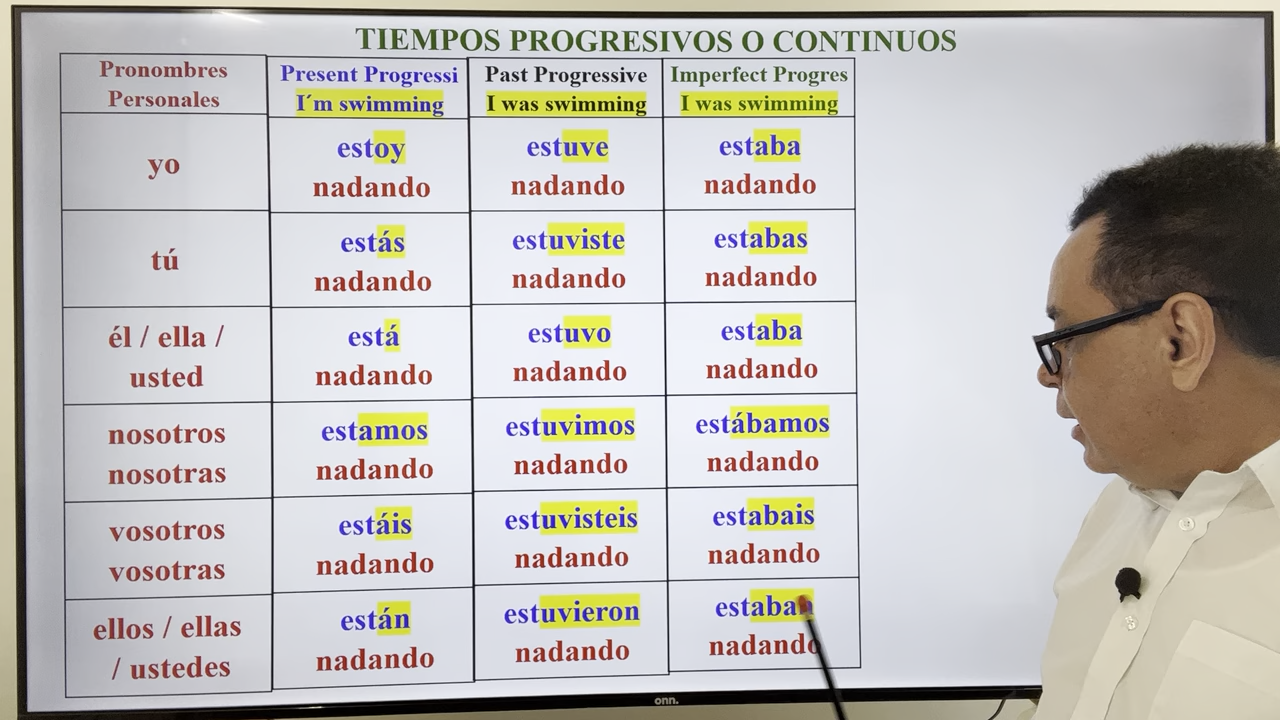 TIEMPOS PROGRESIVOS O CONTINUOS
Pronombres Personales | Present Progressi | Past Progressive | Imperfect Progres
I´m swimming | I was swimming | I was swimming
yo | estoy nadando | estuve nadando | estaba nadando
tú | estás nadando | estuviste nadando | estabas nadando
él / ella / usted | está nadando | estuvo nadando | estaba nadando
nosotros nosotras | estamos nadando | estuvimos nadando | estábamos nadando
vosotros vosotras | estáis nadando | estuvisteis nadando | estabais nadando
ellos / ellas / ustedes | están nadando | estuvieron nadando | estaban nadando
onn.